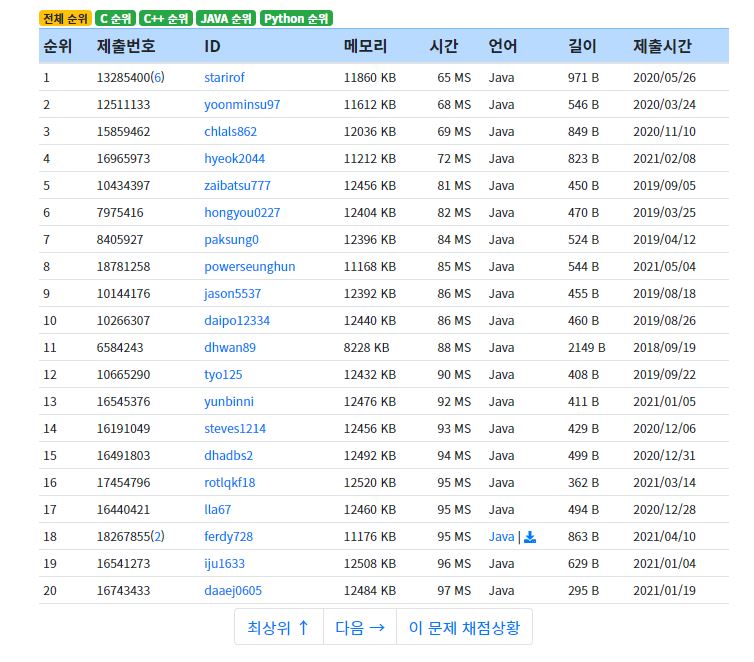 전체 순위 C 순위 C++ 순위 JAVA 순위 Python 순위
순위 제출번호 ID 메모리 시간 언어 길이 제출시간
1 13285400(6) starirof 11860 KB 65 MS Java 971 B 2020/05/26
2 12511133 yoonminsu97 11612 KB 68 MS Java 546 B 2020/03/24
3 15859462 chlals862 12036 KB 69 MS Java 849 B 2020/11/10
4 16965973 hyeok2044 11212 KB 72 MS Java 823 B 2021/02/08
5 10434397 zaibatsu777 12456 KB 81 MS Java 450 B 2019/09/05
6 7975416 hongyou0227 12404 KB 82 MS Java 470 B 2019/03/25
7 8405927 paksung0 12396 KB 84 MS Java 524 B 2019/04/12
8 18781258 powerseunghun 11168 KB 85 MS Java 544 B 2021/05/04
9 10144176 jason5537 12392 KB 86 MS Java 455 B 2019/08/18
10 10266307 daipo12334 12440 KB 86 MS Java 460 B 2019/08/26
11 6584243 dhwan89 8228 KB 88 MS Java 2149 B 2018/09/19
12 10665290 tyo125 12432 KB 90 MS Java 408 B 2019/09/22
13 16545376 yunbinni 12476 KB 92 MS Java 411 B 2021/01/05
14 16191049 steves1214 12456 KB 93 MS Java 429 B 2020/12/06
15 16491803 dhadbs2 12492 KB 94 MS Java 499 B 2020/12/31
16 17454796 rotlqkf18 12520 KB 95 MS Java 362 B 2021/03/14
17 16440421 lla67 12460 KB 95 MS Java 494 B 2020/12/28
18 18267855(2) ferdy728 11176 KB 95 MS Java | 863 B 2021/04/10
19 16541273 iju1633 12508 KB 96 MS Java 629 B 2021/01/04
20 16743433 daaej0605 12484 KB 97 MS Java 295 B 2021/01/19
최상위 ↑ 다음 → 이 문제 채점상황